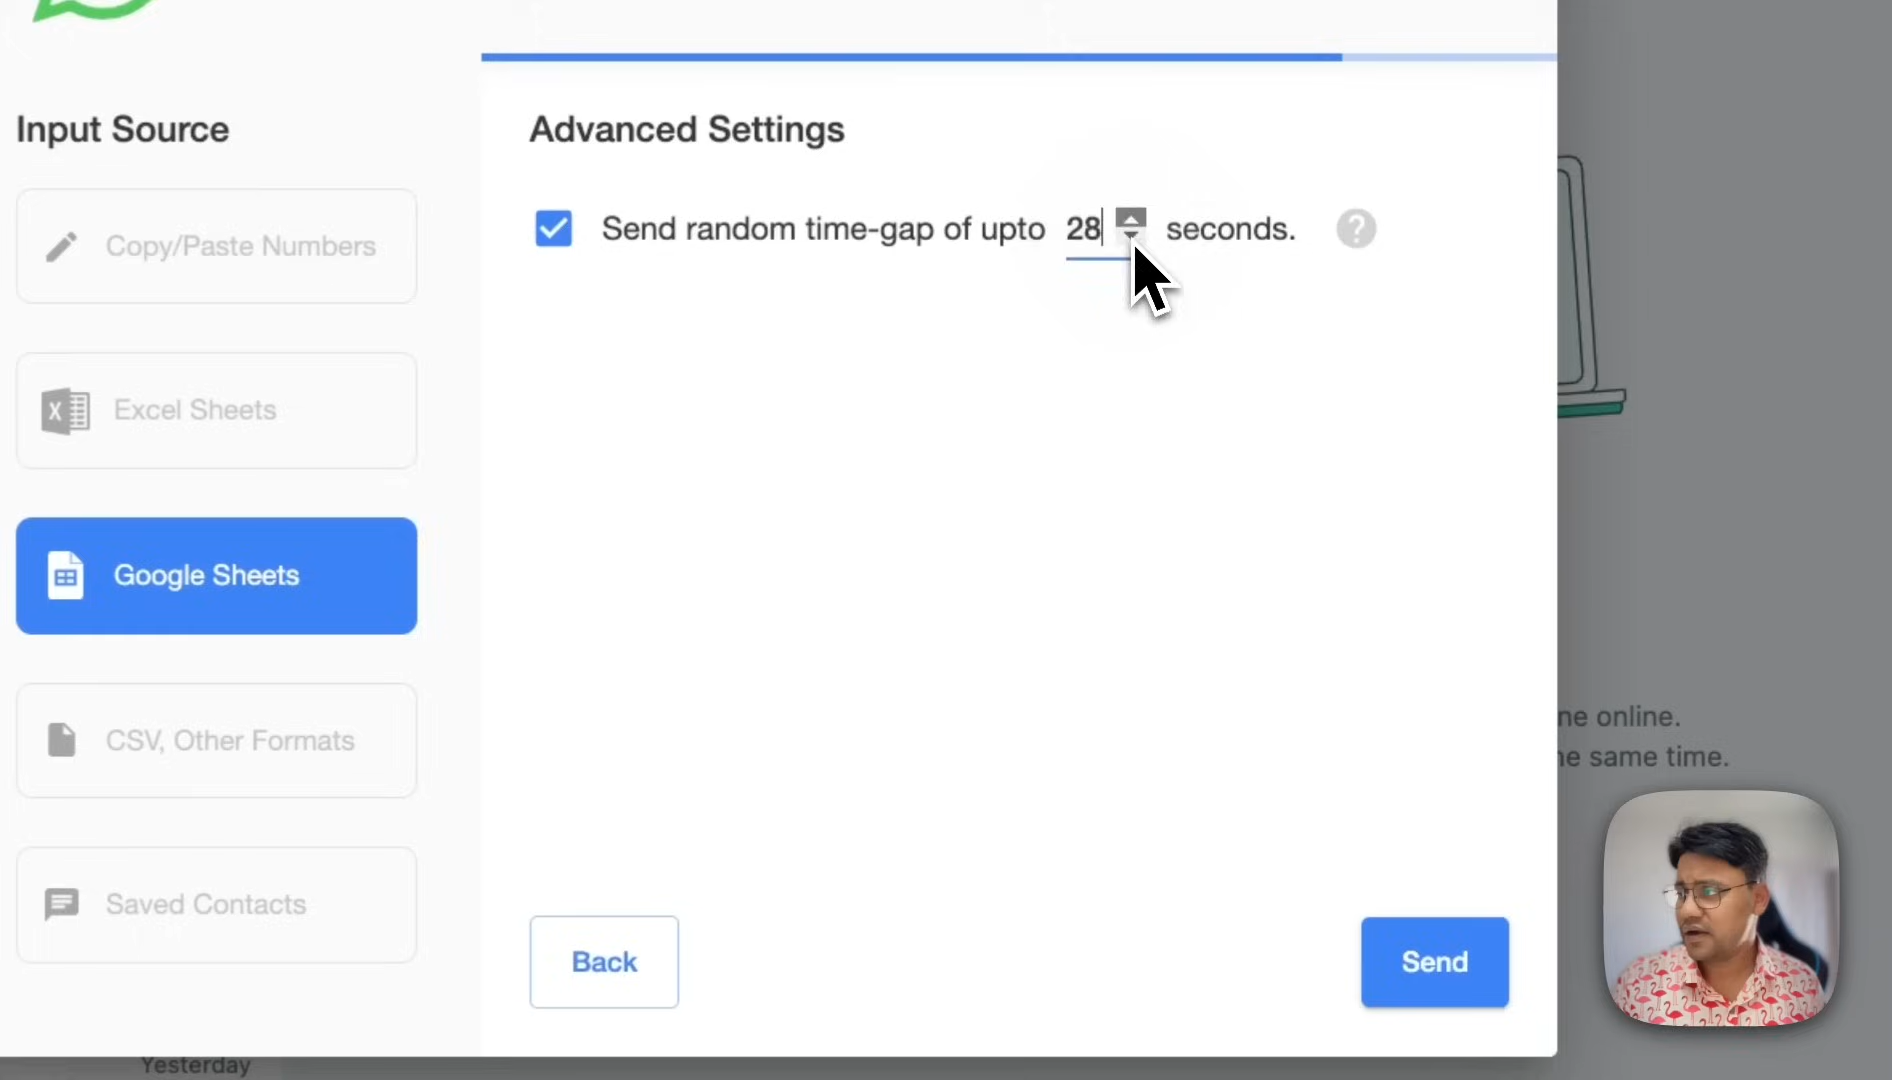 Input Source
Copy/Paste Numbers
Excel Sheets
Google Sheets
CSV, Other Formats
Saved Contacts
Advanced Settings
Send random time-gap of upto 28 seconds.
?
Back
Send
ne online.
e same time.
Yesterday